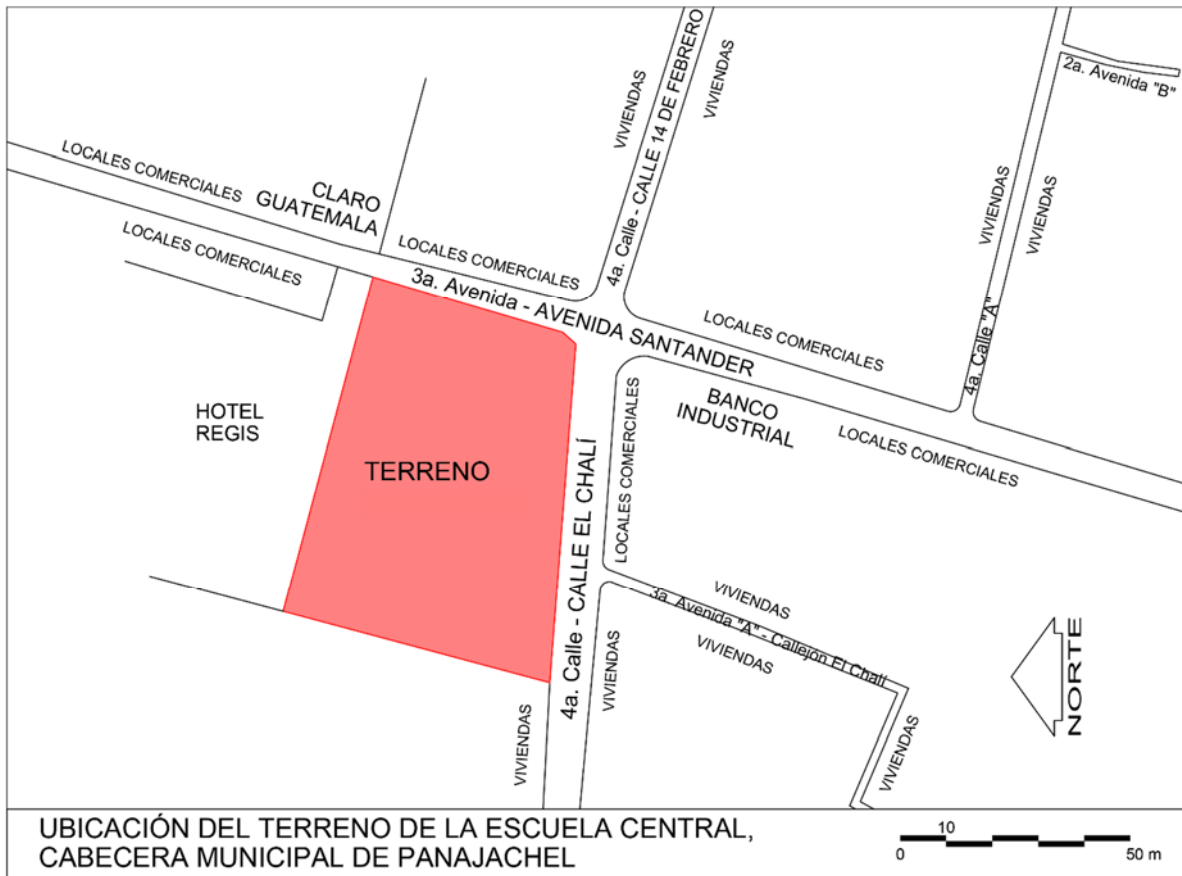 4a. Calle - CALLE 14 DE FEBRERO
VIVIENDAS
VIVIENDAS
2a. Avenida "B"
LOCALES COMERCIALES
CLARO
GUATEMALA
LOCALES COMERCIALES
LOCALES COMERCIALES
3a. Avenida - AVENIDA SANTANDER
VIVIENDAS
VIVIENDAS
4a. Calle "A"
LOCALES COMERCIALES
HOTEL
REGIS
TERRENO
BANCO
INDUSTRIAL
LOCALES COMERCIALES
LOCALES COMERCIALES
4a. Calle - CALLE EL CHALÍ
VIVIENDAS
3a. Avenida "A" - Callejón El Chalí
VIVIENDAS
VIVIENDAS
VIVIENDAS
VIVIENDAS
NORTE
UBICACIÓN DEL TERRENO DE LA ESCUELA CENTRAL,
CABECERA MUNICIPAL DE PANAJACHEL
10
0
50 m